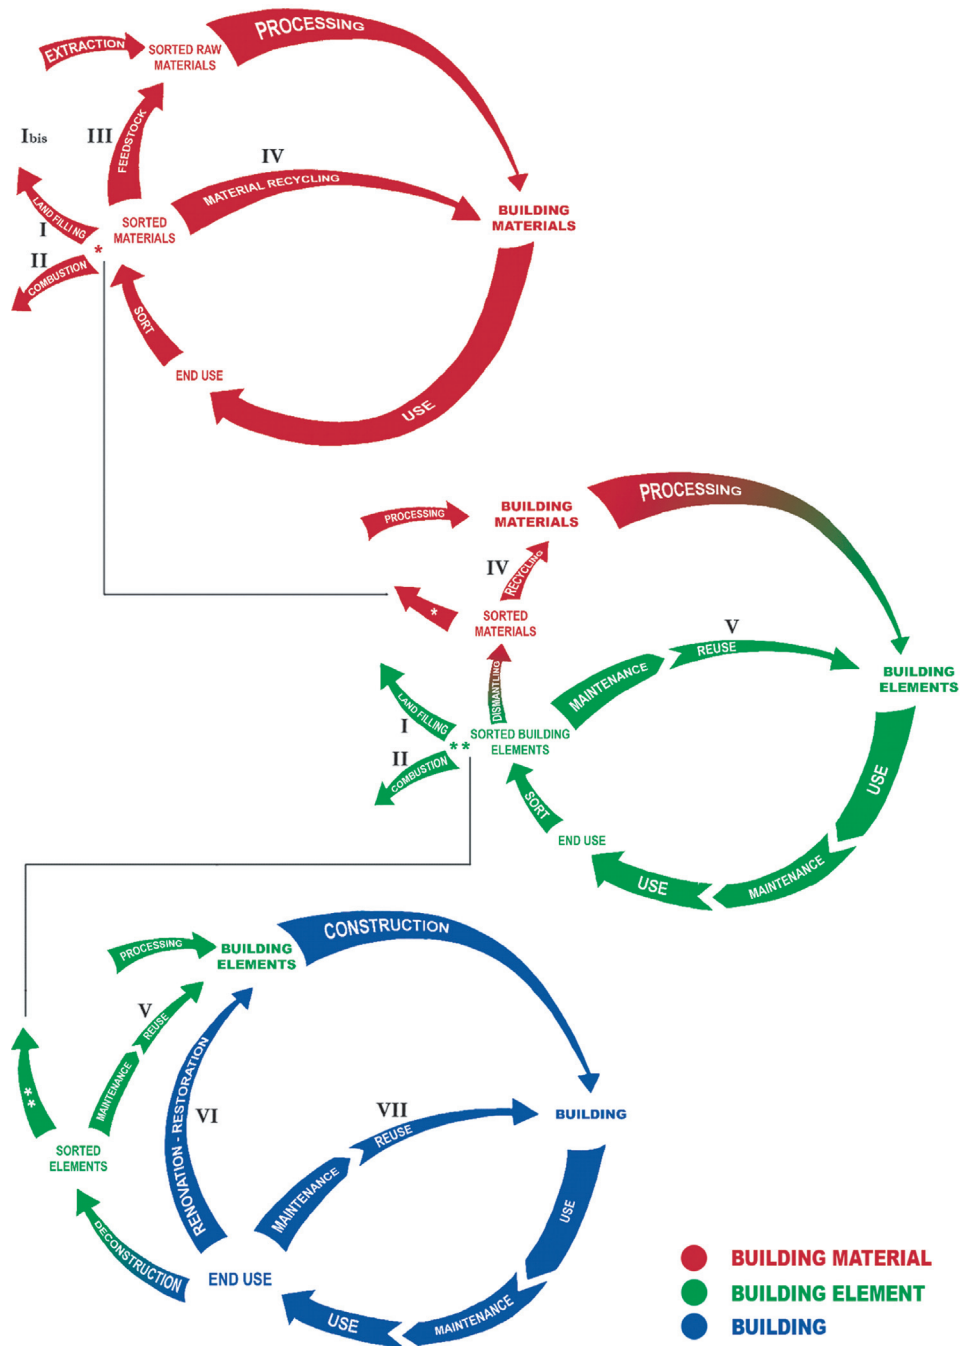 PROCESSING
EXTRACTION
SORTED RAW
MATERIALS
Ibis
III
FEEDSTOCK
IV
MATERIAL RECYCLING
LAND FILLING
I
SORTED
MATERIALS
*
BUILDING
MATERIALS
II
COMBUSTION
SORT
END USE
USE
PROCESSING
BUILDING
MATERIALS
PROCESSING
IV
RECYCLING
*
SORTED
MATERIALS
V
REUSE
MAINTENANCE
DISMANTLING
BUILDING
ELEMENTS
LAND FILLING
I
SORTED BUILDING
ELEMENTS
**
II
COMBUSTION
USE
SORT
END USE
MAINTENANCE
USE
CONSTRUCTION
PROCESSING
BUILDING
ELEMENTS
V
REUSE
MAINTENANCE
**
RENOVATION - RESTORATION
VI
VII
REUSE
MAINTENANCE
BUILDING
SORTED
ELEMENTS
DECONSTRUCTION
END USE
USE
MAINTENANCE
USE
BUILDING MATERIAL
BUILDING ELEMENT
BUILDING